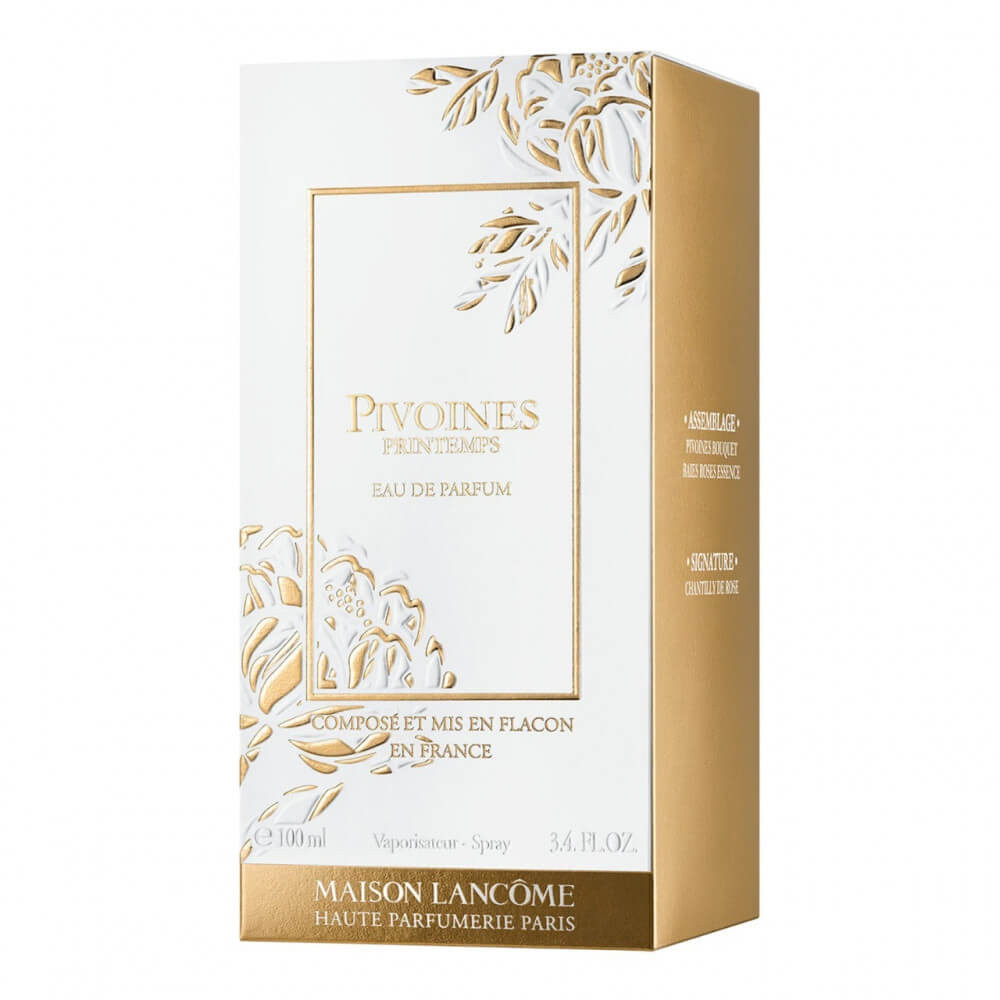 PIVOINES
PRINTEMPS
EAU DE PARFUM
COMPOSÉ ET MIS EN FLACON
EN FRANCE
℮ 100 ml Vaporisateur - Spray 3.4. FL.OZ.
MAISON LANCÔME
HAUTE PARFUMERIE PARIS
• ASSEMBLAGE •
PIVOINES BOUQUET
BAIES ROSES ESSENCE
• SIGNATURE •
CHANTILLY DE ROSE